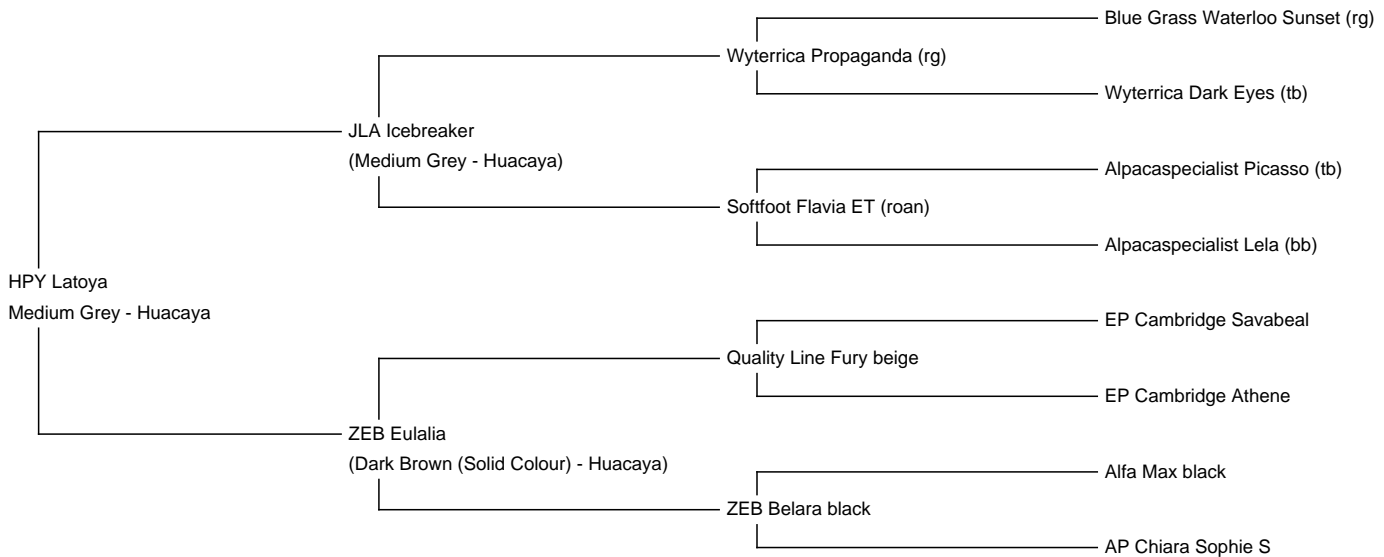 Blue Grass Waterloo Sunset (rg)
Wyterrica Propaganda (rg)
Wyterrica Dark Eyes (tb)
JLA Icebreaker
(Medium Grey - Huacaya)
Alpacaspecialist Picasso (tb)
Softfoot Flavia ET (roan)
Alpacaspecialist Lela (bb)
HPY Latoya
Medium Grey - Huacaya
EP Cambridge Savabeal
Quality Line Fury beige
EP Cambridge Athene
ZEB Eulalia
(Dark Brown (Solid Colour) - Huacaya)
Alfa Max black
ZEB Belara black
AP Chiara Sophie S